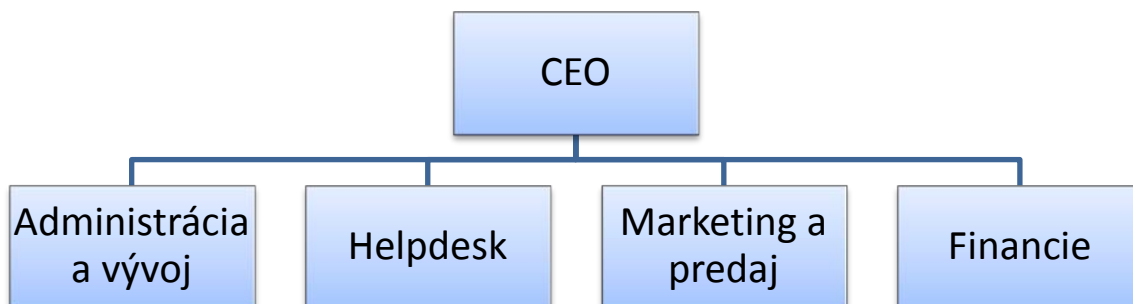 CEO
Administrácia
a vývoj
Helpdesk
Marketing a
predaj
Financie